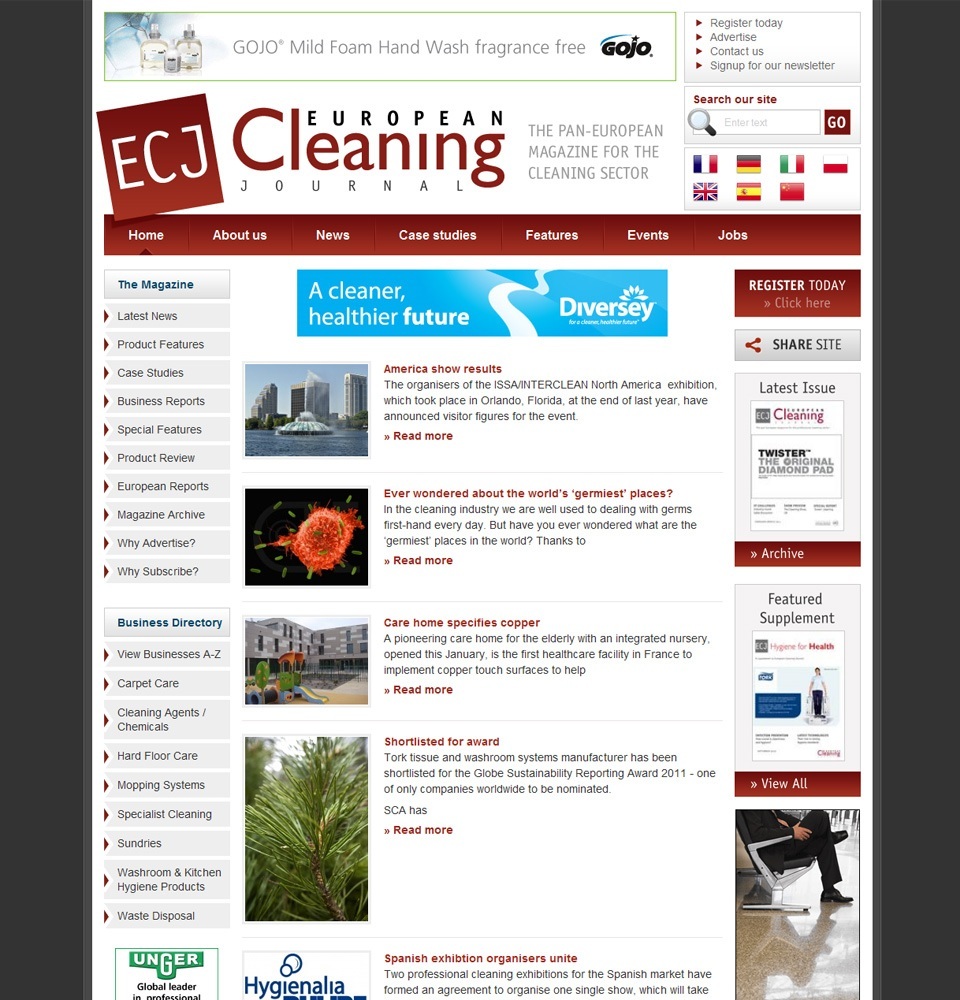 GOJO® Mild Foam Hand Wash fragrance free GOJO.
Register today
Advertise
Contact us
Signup for our newsletter
Search our site
Enter text GO
ECJ
EUROPEAN
Cleaning
JOURNAL
THE PAN-EUROPEAN
MAGAZINE FOR THE
CLEANING SECTOR
Home About us News Case studies Features Events Jobs
The Magazine
Latest News
Product Features
Case Studies
Business Reports
Special Features
Product Review
European Reports
Magazine Archive
Why Advertise?
Why Subscribe?
Business Directory
View Businesses A-Z
Carpet Care
Cleaning Agents /
Chemicals
Hard Floor Care
Mopping Systems
Specialist Cleaning
Sundries
Washroom & Kitchen
Hygiene Products
Waste Disposal
UNGER
Global leader
in professional
A cleaner,
healthier future
Diversey
for a cleaner, healthier future™
America show results
The organisers of the ISSA/INTERCLEAN North America exhibition,
which took place in Orlando, Florida, at the end of last year, have
announced visitor figures for the event.
» Read more
Ever wondered about the world’s ‘germiest’ places?
In the cleaning industry we are well used to dealing with germs
first-hand every day. But have you ever wondered what are the
‘germiest’ places in the world? Thanks to
» Read more
Care home specifies copper
A pioneering care home for the elderly with an integrated nursery,
opened this January, is the first healthcare facility in France to
implement copper touch surfaces to help
» Read more
Shortlisted for award
Tork tissue and washroom systems manufacturer has been
shortlisted for the Globe Sustainability Reporting Award 2011 - one
of only companies worldwide to be nominated.
SCA has
» Read more
Hygienalia
Spanish exhibtion organisers unite
Two professional cleaning exhibitions for the Spanish market have
formed an agreement to organise one single show, which will take
REGISTER TODAY
» Click here
SHARE SITE
Latest Issue
ECJ EUROPEAN
Cleaning
TWISTER™
THE ORIGINAL
DIAMOND PAD
» Archive
Featured
Supplement
ECJ Hygiene for Health
TORK
Cleaning
» View All